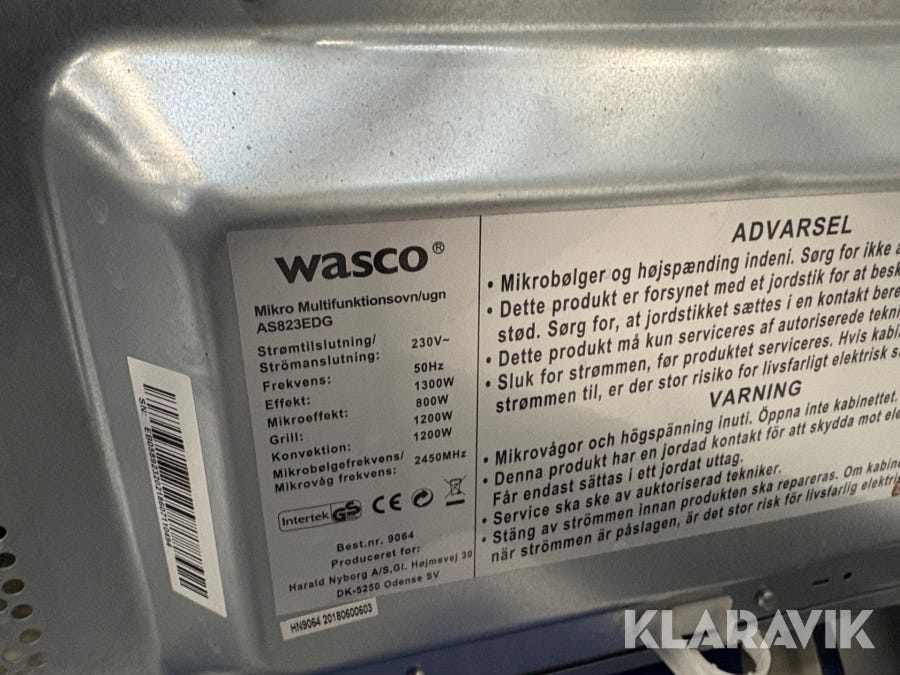 wasco®
Mikro Multifunktionsovn/ugn
AS823EDG
Strømtilslutning/
Strömanslutning: 230V~
Frekvens: 50Hz
Effekt: 1300W
Mikroeffekt: 800W
Grill: 1200W
Konvektion: 1200W
Mikrobølgefrekvens/
Mikrovåg frekvens: 2450MHz
Intertek GS CE
Best.nr. 9064
Produceret for:
Harald Nyborg A/S,Gl. Højmevej 30
DK-5250 Odense SV
HN9064 20180600603
SN:
ADVARSEL
• Mikrobølger og højspænding indeni. Sørg for ikke
• Dette produkt er forsynet med et jordstik for at
stød. Sørg for, at jordstikket sættes i en kontakt
• Dette produkt må kun serviceres af autoriserede
• Sluk for strømmen, før produktet serviceres. Hvis
strømmen til, er der stor risiko for livsfarligt elektrisk
VARNING
• Mikrovågor och högspänning inuti. Öppna inte kabinettet.
• Denna produkt har en jordad kontakt för att skydda mot
Får endast sättas i ett jordat uttag.
• Service ska ske av auktoriserad tekniker.
• Stäng av strömmen innan produkten ska repareras. Om
när strömmen är påslagen, är det stor risk för livsfarlig
KLARAVIK